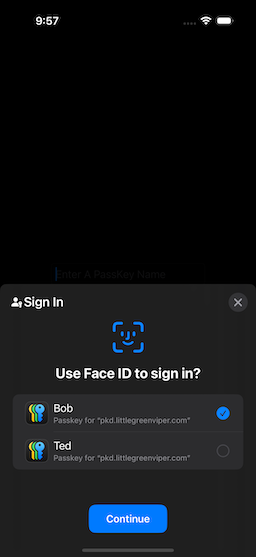 9:57
Enter A PassKey Name
Sign In
Use Face ID to sign in?
Bob
Passkey for “pkd.littlegreenviper.com”
Ted
Passkey for “pkd.littlegreenviper.com”
Continue